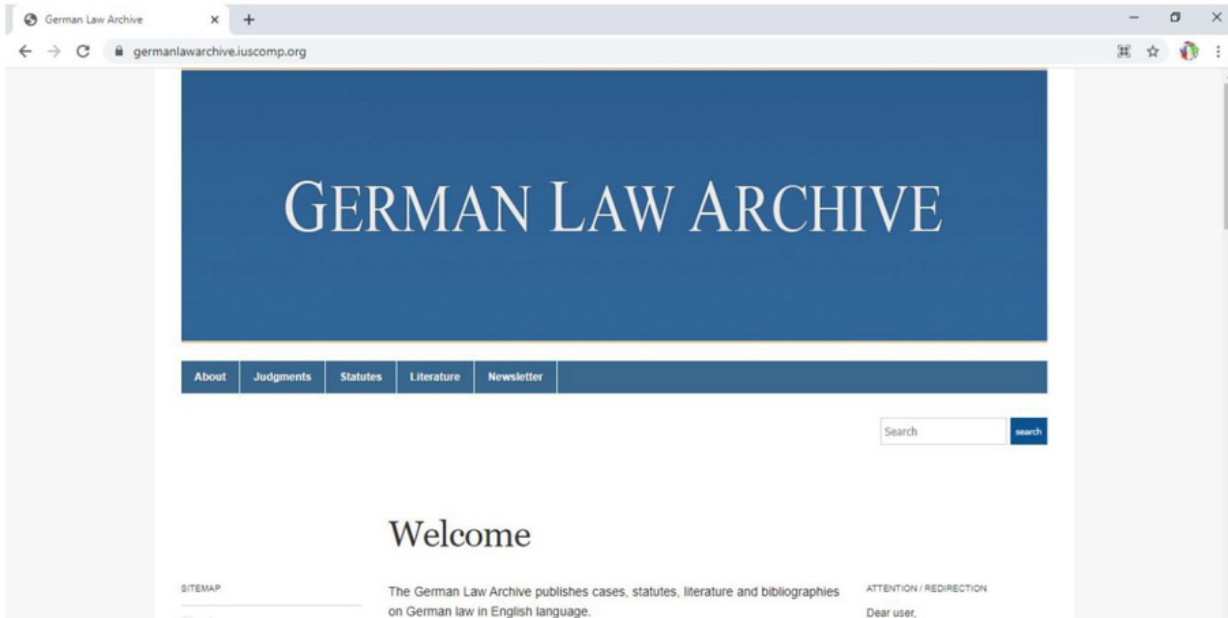 German Law Archive
germanlawarchive.iuscomp.org
GERMAN LAW ARCHIVE
About Judgments Statutes Literature Newsletter
Search search
Welcome
SITEMAP
The German Law Archive publishes cases, statutes, literature and bibliographies
on German law in English language.
ATTENTION / REDIRECTION
Dear user,